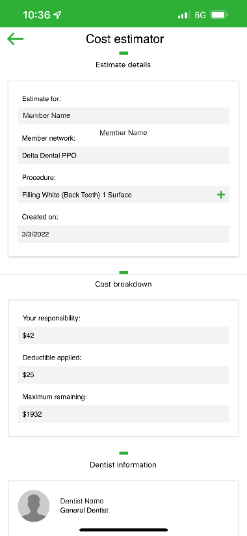 10:36
5G
Cost estimator
Estimate details
Estimate for:
Member Name
Member Name
Member network:
Delta Dental PPO
Procedure:
Filling White (Back Tooth) 1 Surface +
Created on:
3/3/2022
Cost breakdown
Your responsibility:
$42
Deductible applied:
$25
Maximum remaining:
$1932
Dentist information
Dentist Name
General Dentist